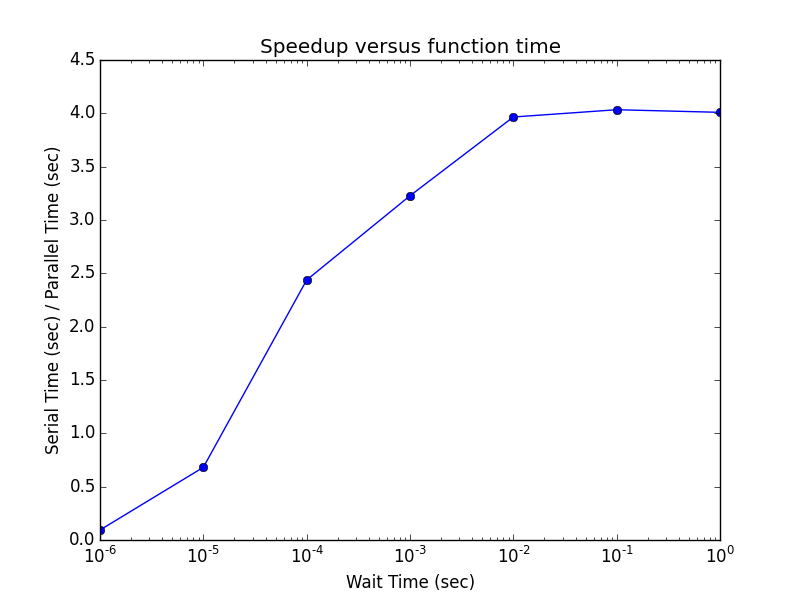 Speedup versus function time
4.5
4.0
3.5
3.0
2.5
2.0
1.5
1.0
0.5
0.0
Serial Time (sec) / Parallel Time (sec)
10⁻⁶ 10⁻⁵ 10⁻⁴ 10⁻³ 10⁻² 10⁻¹ 10⁰
Wait Time (sec)